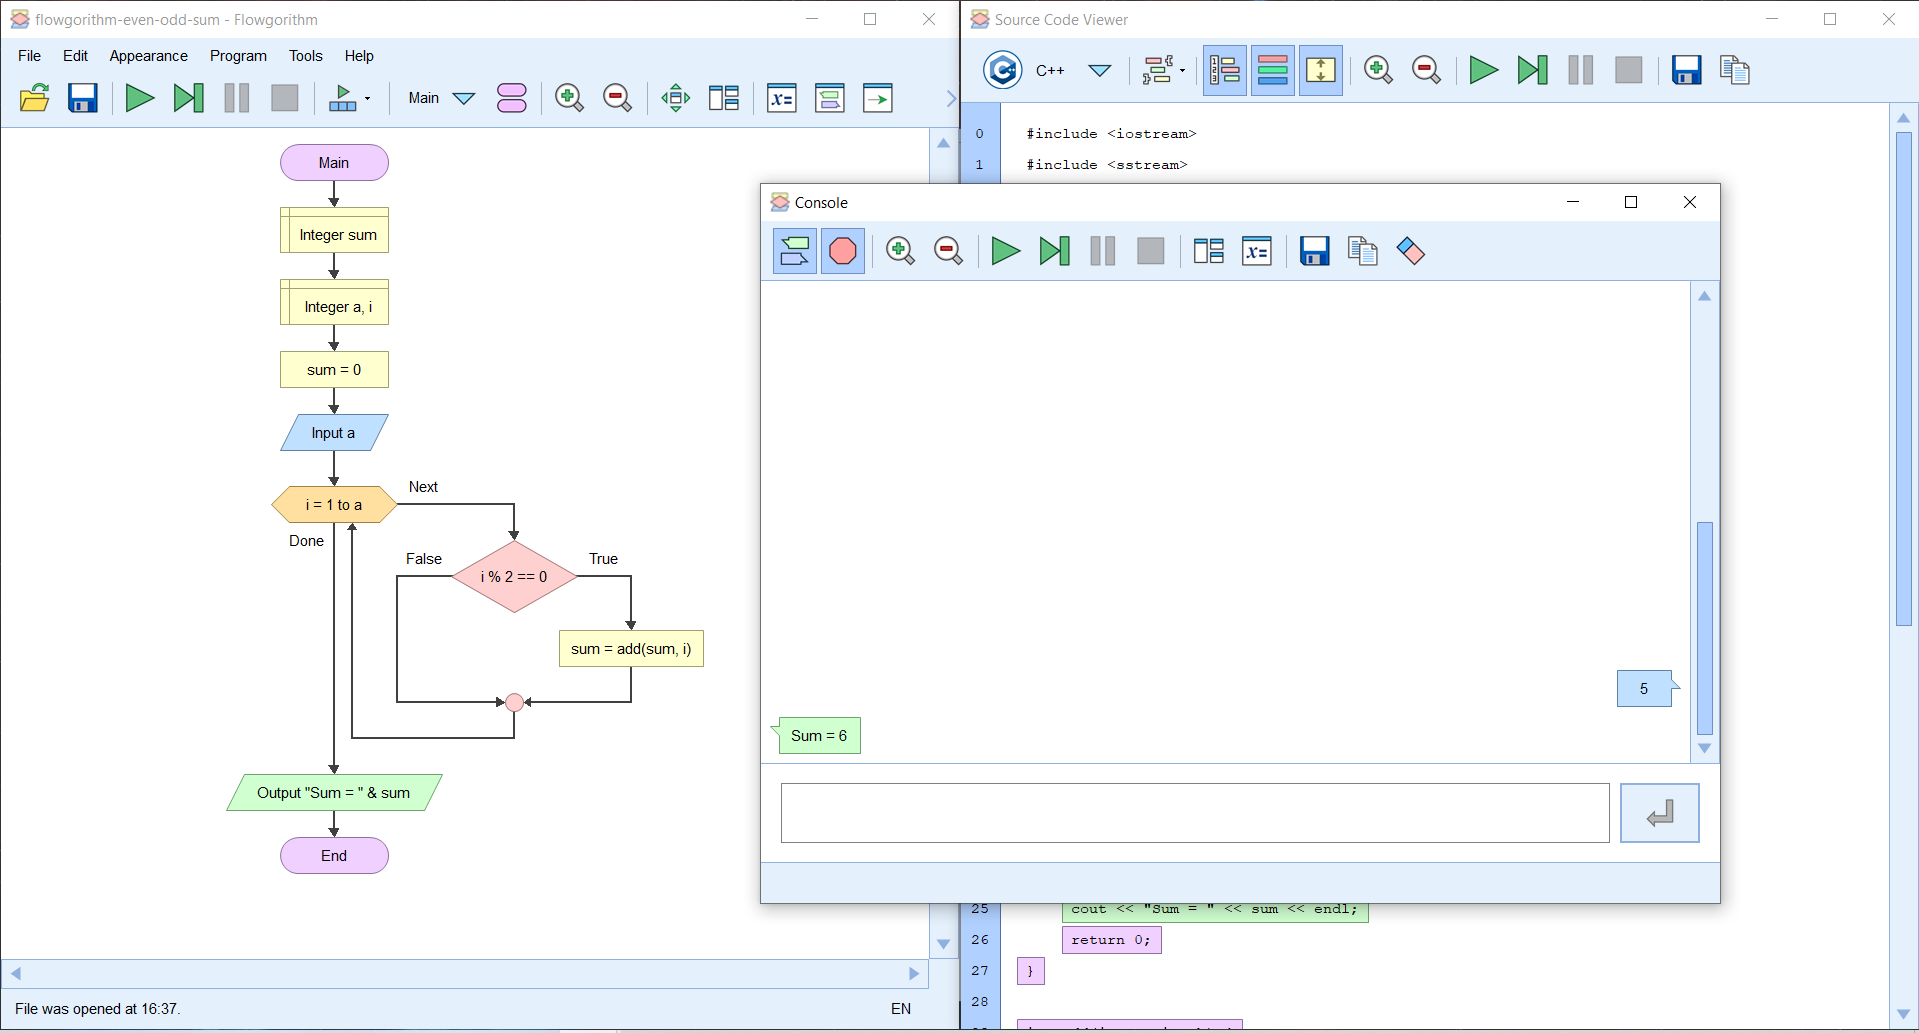 flowgorithm-even-odd-sum - Flowgorithm
File Edit Appearance Program Tools Help
Main
Main
Integer sum
Integer a, i
sum = 0
Input a
i = 1 to a
Next
Done
False
True
i % 2 == 0
sum = add(sum, i)
Output "Sum = " & sum
End
File was opened at 16:37.
EN
Source Code Viewer
C++
0 #include <iostream>
1 #include <sstream>
Console
5
Sum = 6
25 cout << "Sum = " << sum << endl;
26 return 0;
27 }
28